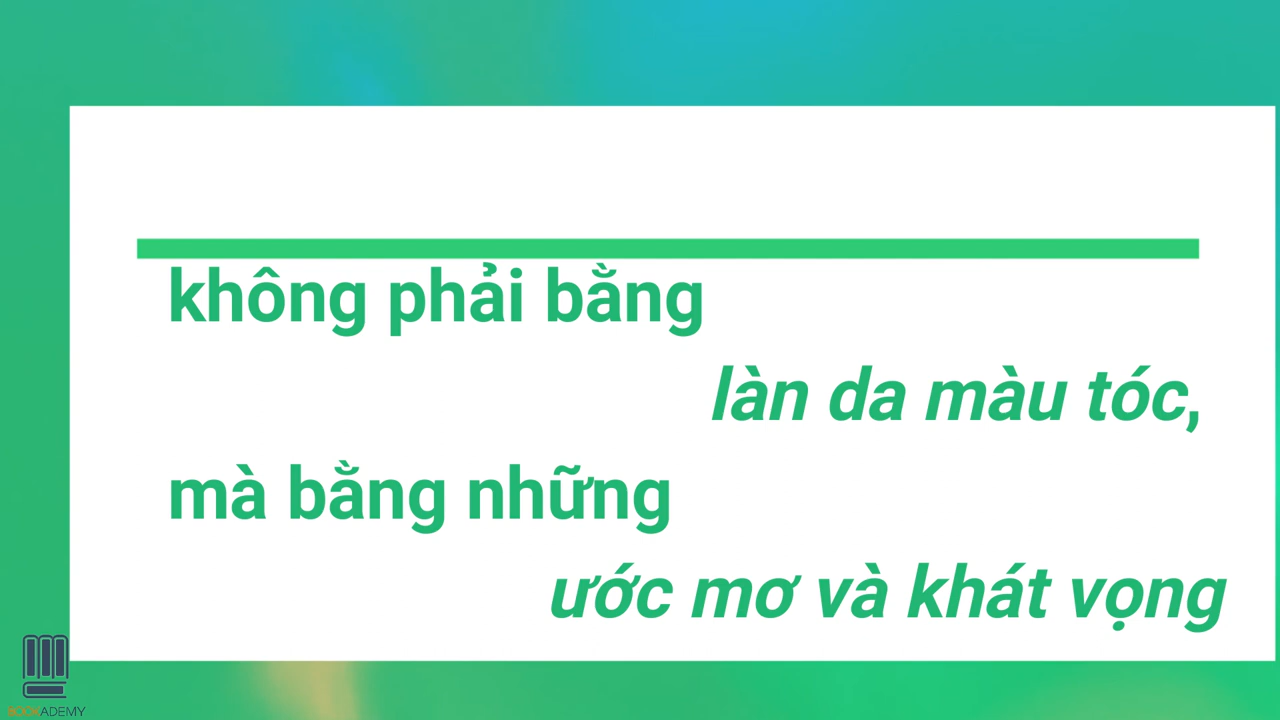 không phải bằng
làn da màu tóc,
mà bằng những
ước mơ và khát vọng
BOOKADEMY